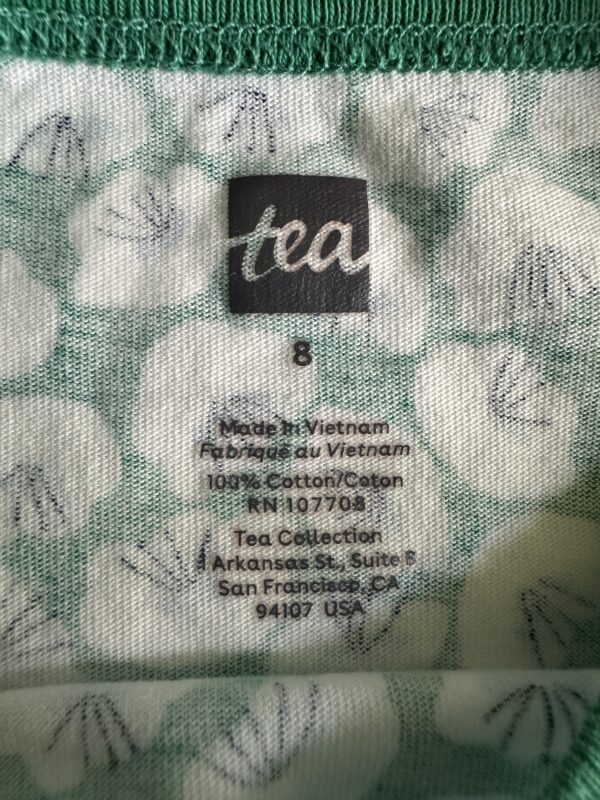 tea
8
Made in Vietnam
Fabriqué au Vietnam
100% Cotton/Coton
RN 107708
Tea Collection
1 Arkansas St., Suite B
San Francisco, CA
94107 USA